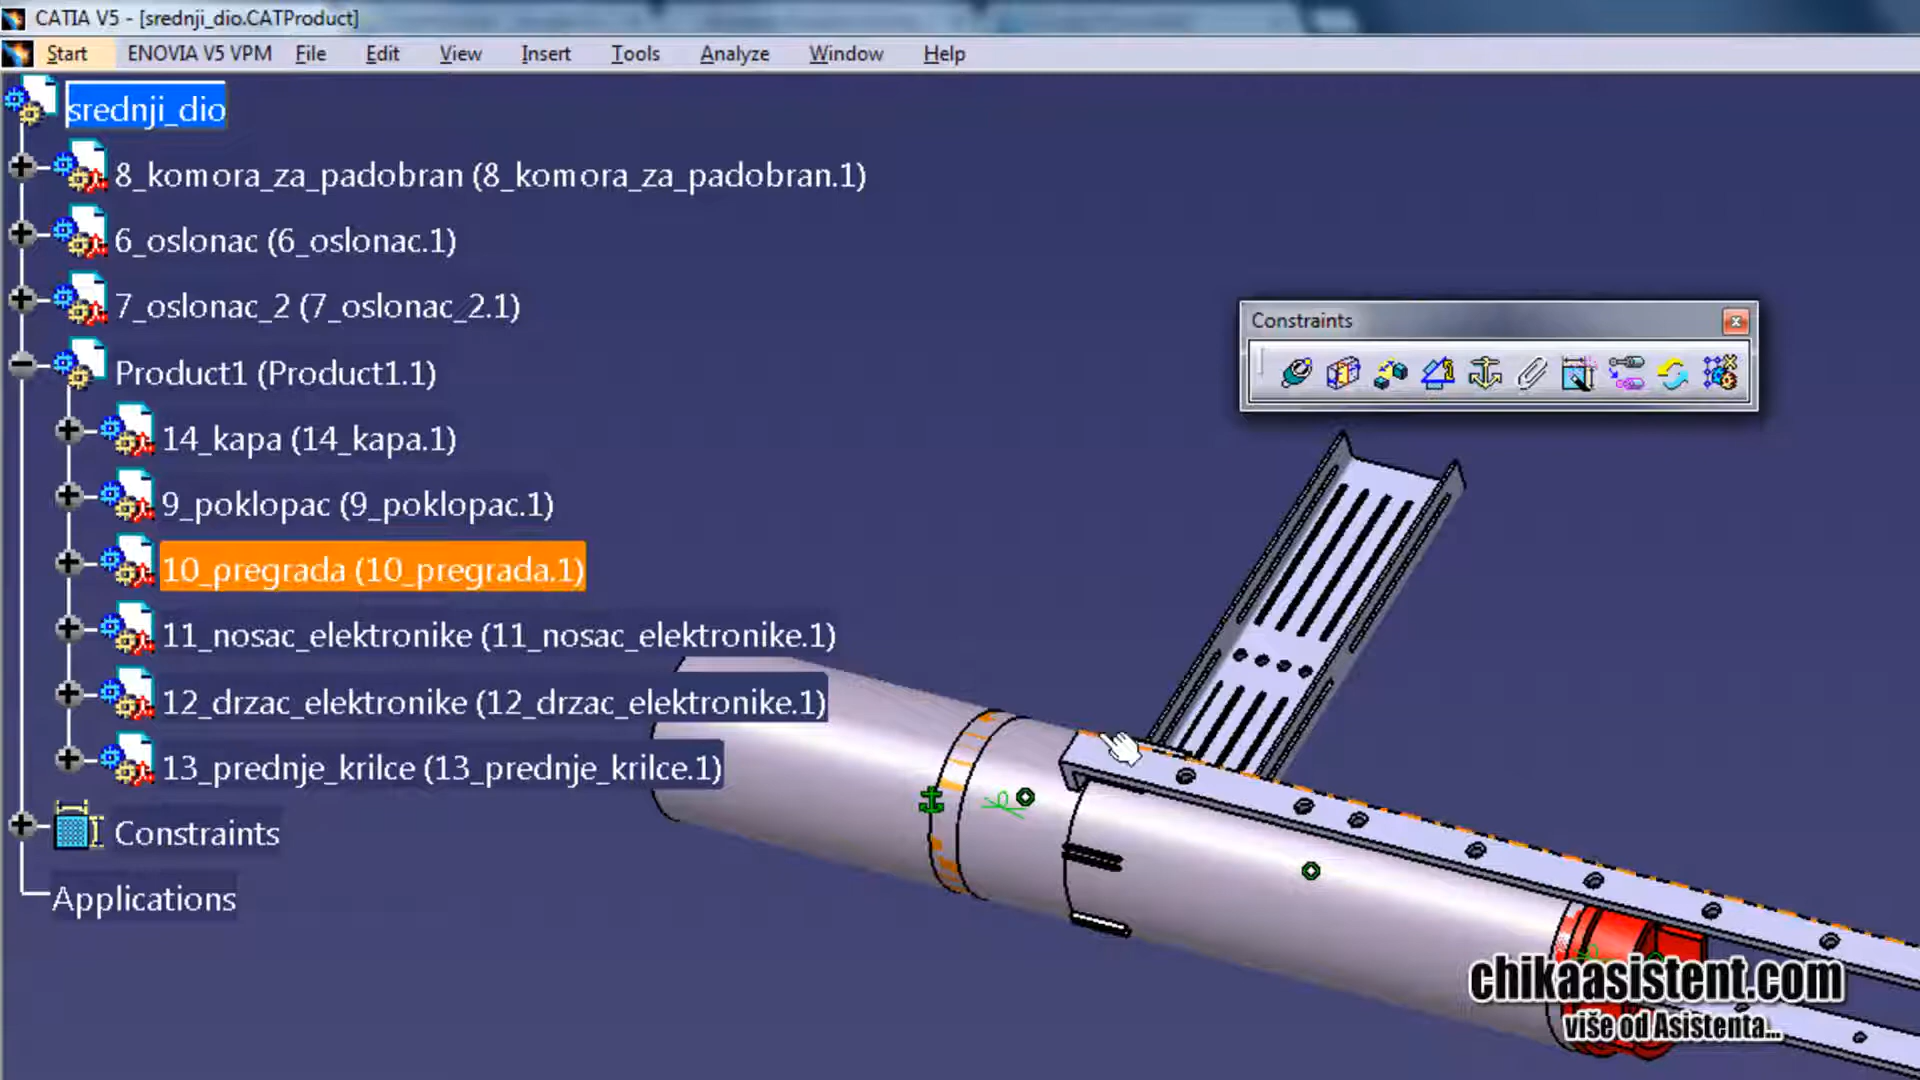 CATIA V5 - [srednji_dio.CATProduct]
Start ENOVIA V5 VPM File Edit View Insert Tools Analyze Window Help
srednji_dio
8_komora_za_padobran (8_komora_za_padobran.1)
6_oslonac (6_oslonac.1)
7_oslonac_2 (7_oslonac_2.1)
Product1 (Product1.1)
14_kapa (14_kapa.1)
9_poklopac (9_poklopac.1)
10_pregrada (10_pregrada.1)
11_nosac_elektronike (11_nosac_elektronike.1)
12_drzac_elektronike (12_drzac_elektronike.1)
13_prednje_krilce (13_prednje_krilce.1)
Constraints
Applications
Constraints
chikaasistent.com
više od Asistenta...